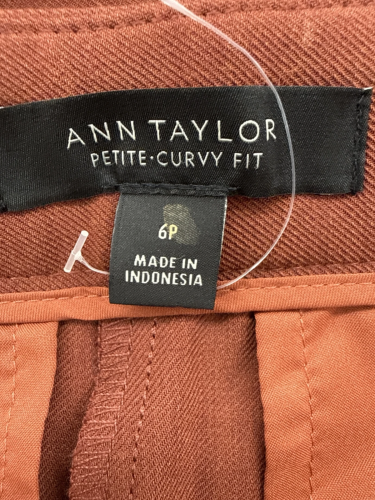 ANN TAYLOR
PETITE·CURVY FIT
6P
MADE IN
INDONESIA